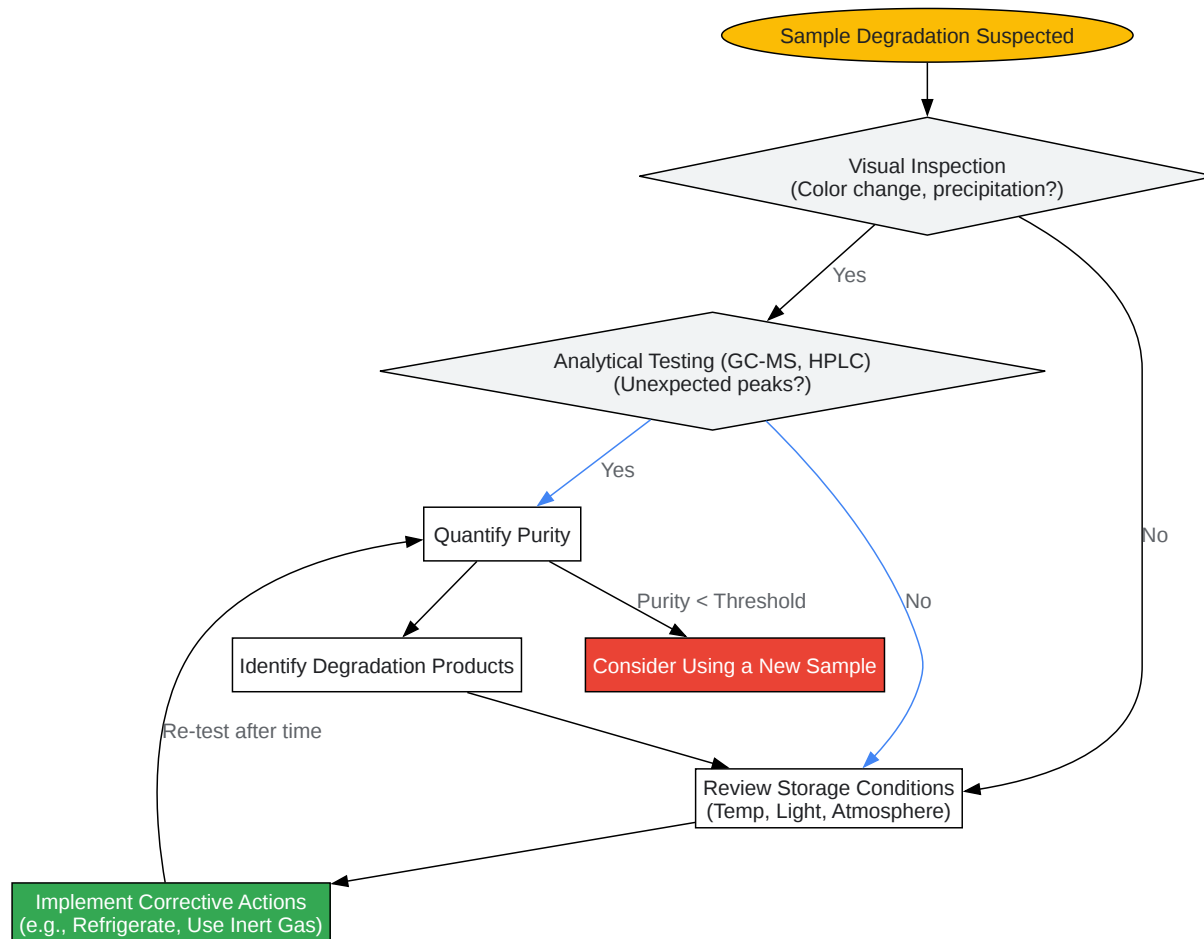 Sample Degradation Suspected
Visual Inspection
(Color change, precipitation?)
Yes
Analytical Testing (GC-MS, HPLC)
(Unexpected peaks?)
Yes
Quantify Purity
No
Purity < Threshold
No
Identify Degradation Products
Consider Using a New Sample
Re-test after time
Review Storage Conditions
(Temp, Light, Atmosphere)
Implement Corrective Actions
(e.g., Refrigerate, Use Inert Gas)